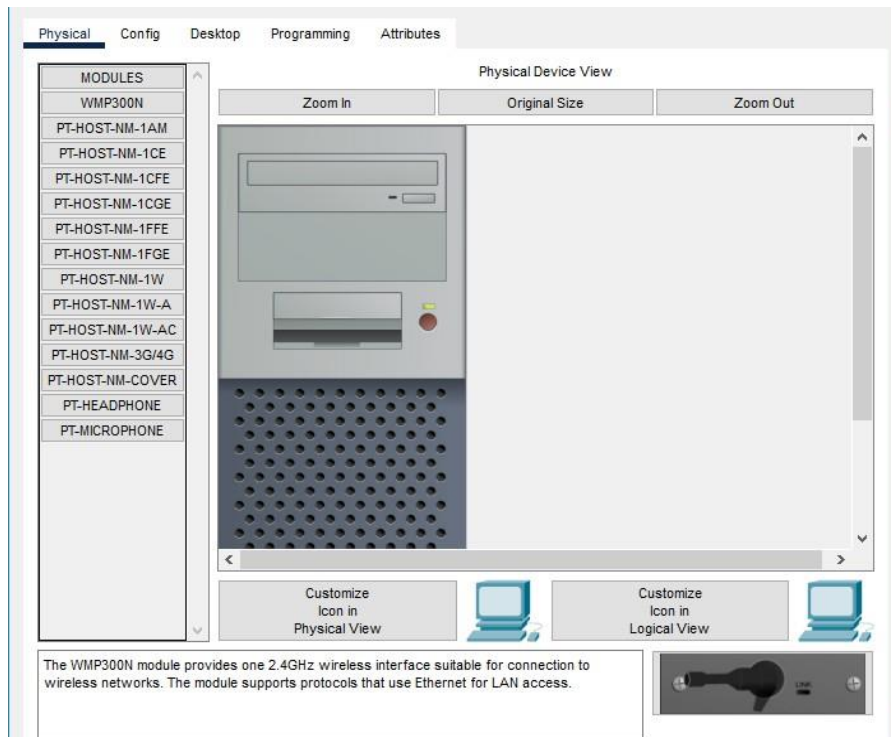 Physical Config Desktop Programming Attributes
MODULES
WMP300N
PT-HOST-NM-1AM
PT-HOST-NM-1CE
PT-HOST-NM-1CFE
PT-HOST-NM-1CGE
PT-HOST-NM-1FFE
PT-HOST-NM-1FGE
PT-HOST-NM-1W
PT-HOST-NM-1W-A
PT-HOST-NM-1W-AC
PT-HOST-NM-3G/4G
PT-HOST-NM-COVER
PT-HEADPHONE
PT-MICROPHONE
Physical Device View
Zoom In Original Size Zoom Out
Customize
Icon in
Physical View
Customize
Icon in
Logical View
The WMP300N module provides one 2.4GHz wireless interface suitable for connection to
wireless networks. The module supports protocols that use Ethernet for LAN access.
LINK